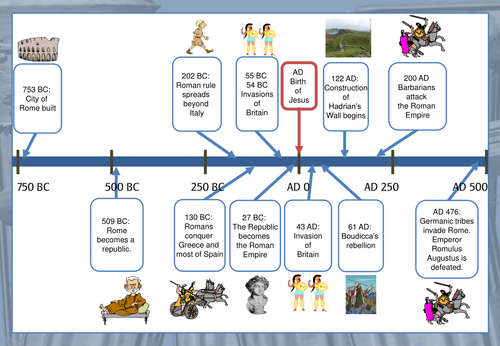 753 BC:
City of
Rome built
202 BC:
Roman rule
spreads
beyond
Italy
55 BC
54 BC
Invasions
of
Britain
AD
Birth
of
Jesus
122 AD:
Construction
of
Hadrian's
Wall begins
200 AD
Barbarians
attack
the Roman
Empire
750 BC
500 BC
250 BC
AD 0
AD 250
AD 500
509 BC:
Rome
becomes a
republic.
130 BC:
Romans
conquer
Greece and
most of Spain
27 BC:
The Republic
becomes
the Roman
Empire
43 AD:
Invasion
of
Britain
61 AD:
Boudicca's
rebellion
AD 476:
Germanic tribes
invade Rome.
Emperor
Romulus
Augustus is
defeated.